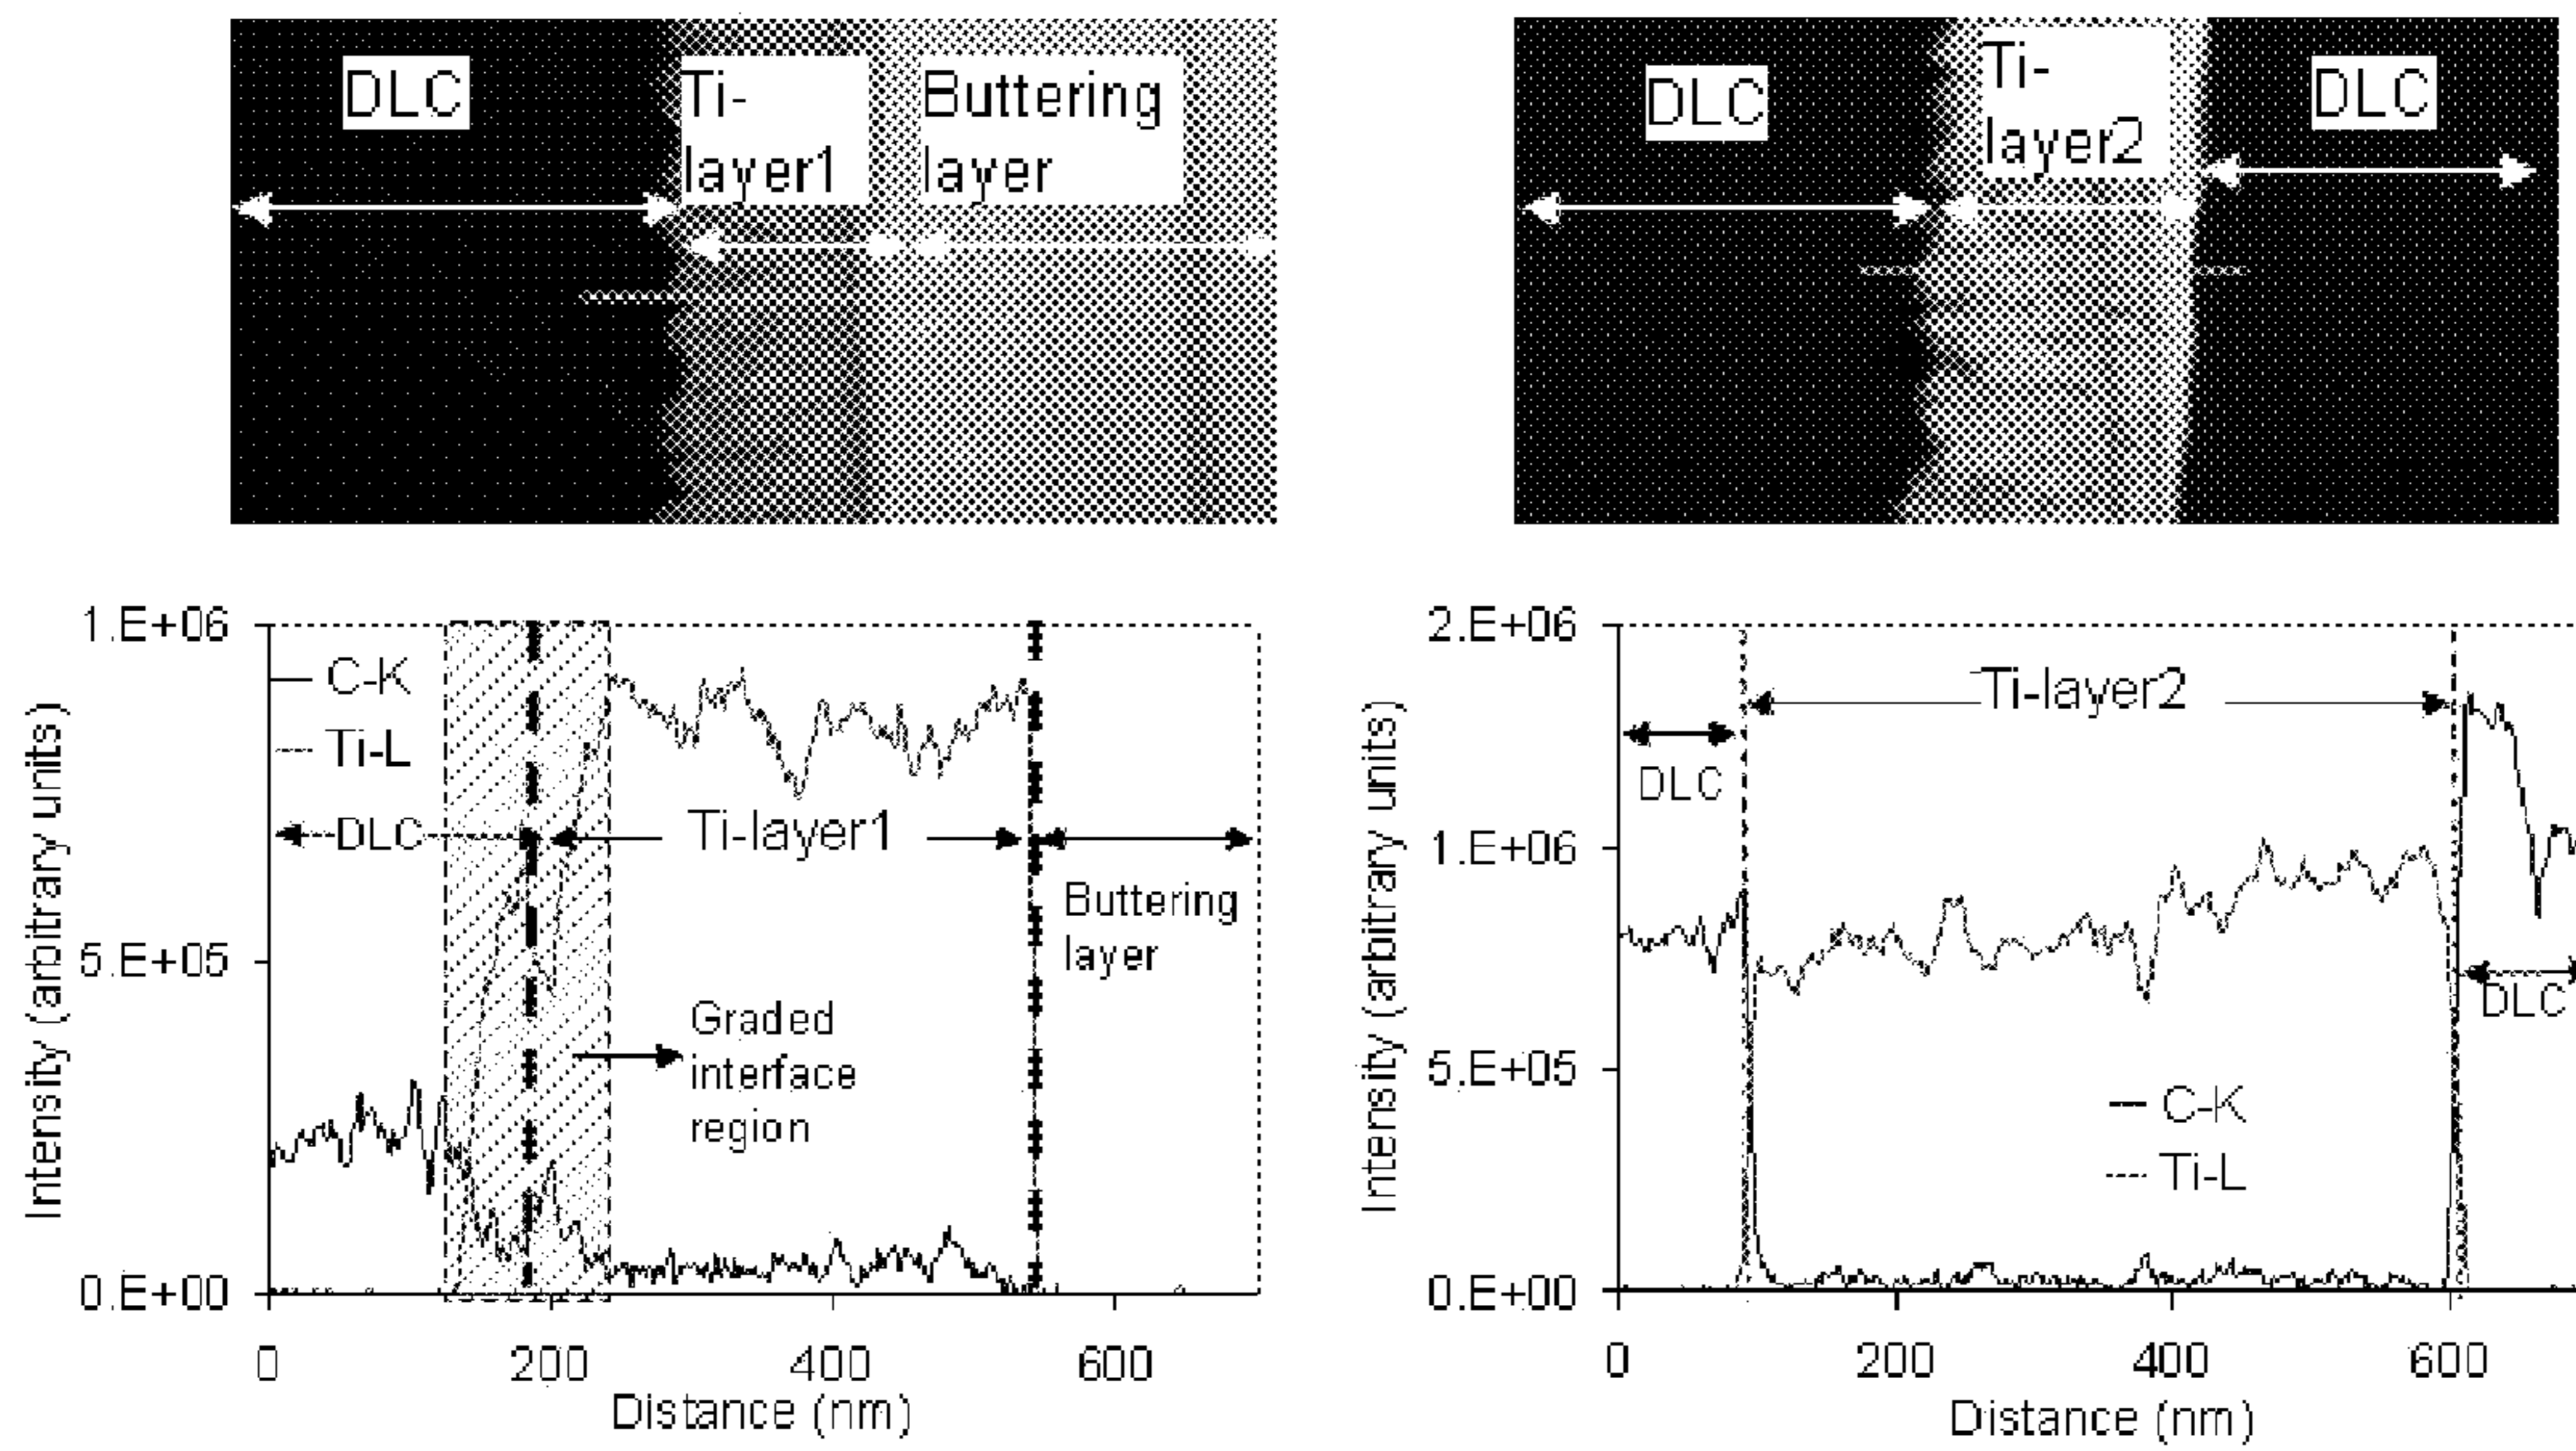 DLC
Ti-
layer1
Buttering
layer
DLC
Ti-
layer2
DLC
1.E+06
5.E+05
0.E+00
Intensity (arbitrary units)
C-K
Ti-L
DLC
Ti-layer1
Buttering
layer
Graded
interface
region
0
200
400
600
Distance (nm)
2.E+06
1.E+06
5.E+05
0.E+00
Intensity (arbitrary units)
Ti-layer2
DLC
DLC
C-K
Ti-L
0
200
400
600
Distance (nm)